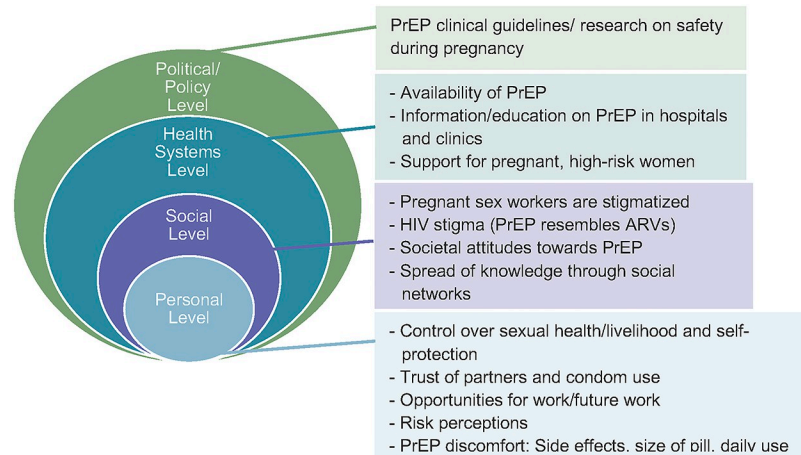 PrEP clinical guidelines/ research on safety
during pregnancy
Political/
Policy
Level
- Availability of PrEP
- Information/education on PrEP in hospitals
and clinics
- Support for pregnant, high-risk women
Health
Systems
Level
- Pregnant sex workers are stigmatized
- HIV stigma (PrEP resembles ARVs)
- Societal attitudes towards PrEP
- Spread of knowledge through social
networks
Social
Level
Personal
Level
- Control over sexual health/livelihood and self-
protection
- Trust of partners and condom use
- Opportunities for work/future work
- Risk perceptions
- PrEP discomfort: Side effects, size of pill, daily use